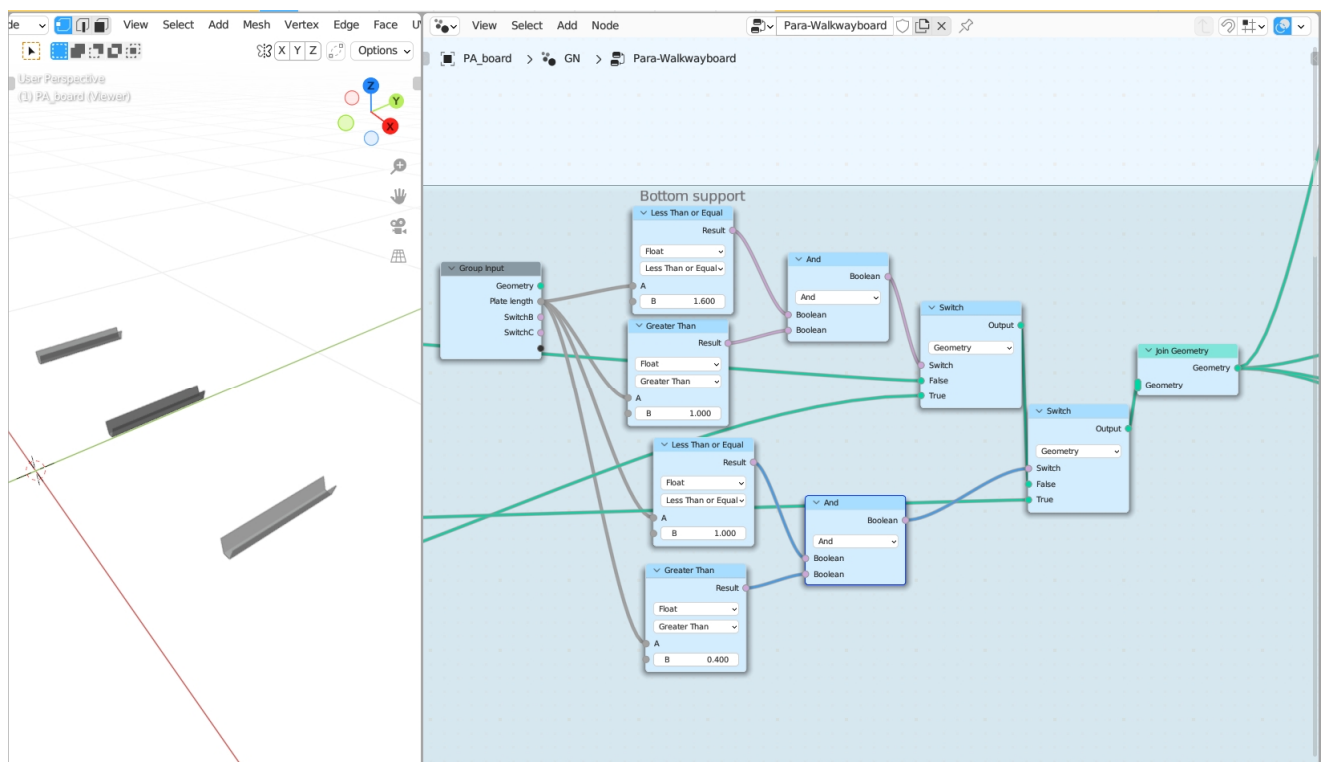 de View Select Add Mesh Vertex Edge Face U
X Y Z Options
User Perspective
(1) PA_board (Viewer)
Z
Y
X
View Select Add Node Para-Walkwayboard
PA_board > GN > Para-Walkwayboard
Bottom support
Less Than or Equal
Result
Float
Less Than or Equal
A
B 1.600
Group Input
Geometry
Plate length
SwitchB
SwitchC
And
Boolean
And
Boolean
Boolean
Greater Than
Result
Float
Greater Than
A
B 1.000
Switch
Output
Geometry
Switch
False
True
Join Geometry
Geometry
Geometry
Switch
Output
Geometry
Switch
False
True
Less Than or Equal
Result
Float
Less Than or Equal
A
B 1.000
And
Boolean
And
Boolean
Boolean
Greater Than
Result
Float
Greater Than
A
B 0.400